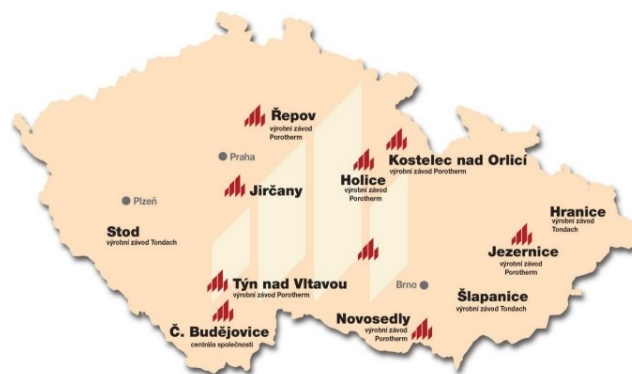 Řepov
výrobní závod
Porotherm
Praha
Kostelec nad Orlicí
výrobní závod Porotherm
Holice
výrobní závod
Porotherm
Jirčany
Plzeň
Stod
výrobní závod Tondach
Hranice
výrobní závod
Tondach
Jezernice
výrobní závod
Porotherm
Týn nad Vltavou
výrobní závod Porotherm
Brno
Šlapanice
výrobní závod Tondach
Č. Budějovice
centrála společnosti
Novosedly
výrobní závod
Porotherm